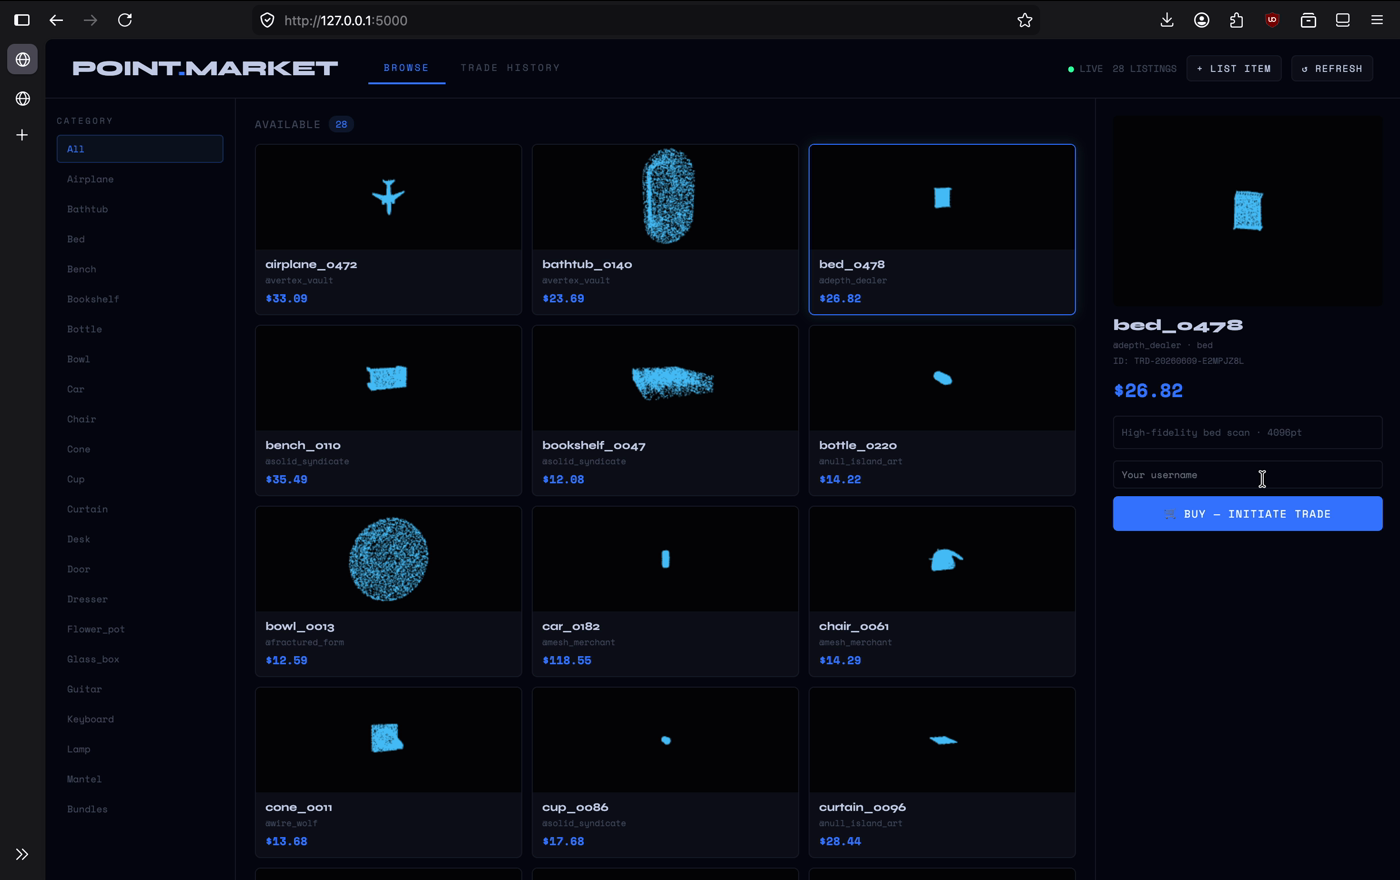 http://127.0.0.1:5000
POINT.MARKET
BROWSE
TRADE HISTORY
LIVE 28 LISTINGS
+ LIST ITEM
↺ REFRESH
CATEGORY
All
Airplane
Bathtub
Bed
Bench
Bookshelf
Bottle
Bowl
Car
Chair
Cone
Cup
Curtain
Desk
Door
Dresser
Flower_pot
Glass_box
Guitar
Keyboard
Lamp
Mantel
Bundles
AVAILABLE 28
airplane_0472
@vertex_vault
$33.09
bathtub_0140
@vertex_vault
$23.69
bed_0478
@depth_dealer
$26.82
bench_0110
@solid_syndicate
$35.49
bookshelf_0047
@solid_syndicate
$12.08
bottle_0220
@null_island_art
$14.22
bowl_0013
@fractured_form
$12.59
car_0182
@mesh_merchant
$118.55
chair_0061
@mesh_merchant
$14.29
cone_0011
@wire_wolf
$13.68
cup_0086
@solid_syndicate
$17.68
curtain_0096
@null_island_art
$28.44
bed_0478
@depth_dealer · bed
ID: TRD-20260609-E2MPJZ8L
$26.82
High-fidelity bed scan · 4096pt
Your username
BUY — INITIATE TRADE